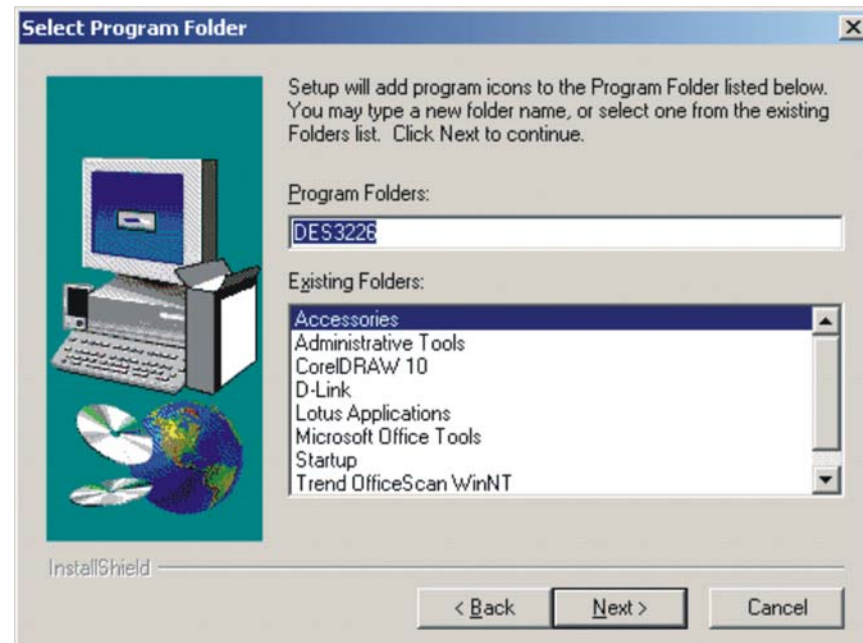 Select Program Folder
Setup will add program icons to the Program Folder listed below.
You may type a new folder name, or select one from the existing
Folders list. Click Next to continue.
Program Folders:
DES3226
Existing Folders:
Accessories
Administrative Tools
CorelDRAW 10
D-Link
Lotus Applications
Microsoft Office Tools
Startup
Trend OfficeScan WinNT
InstallShield
< Back
Next >
Cancel